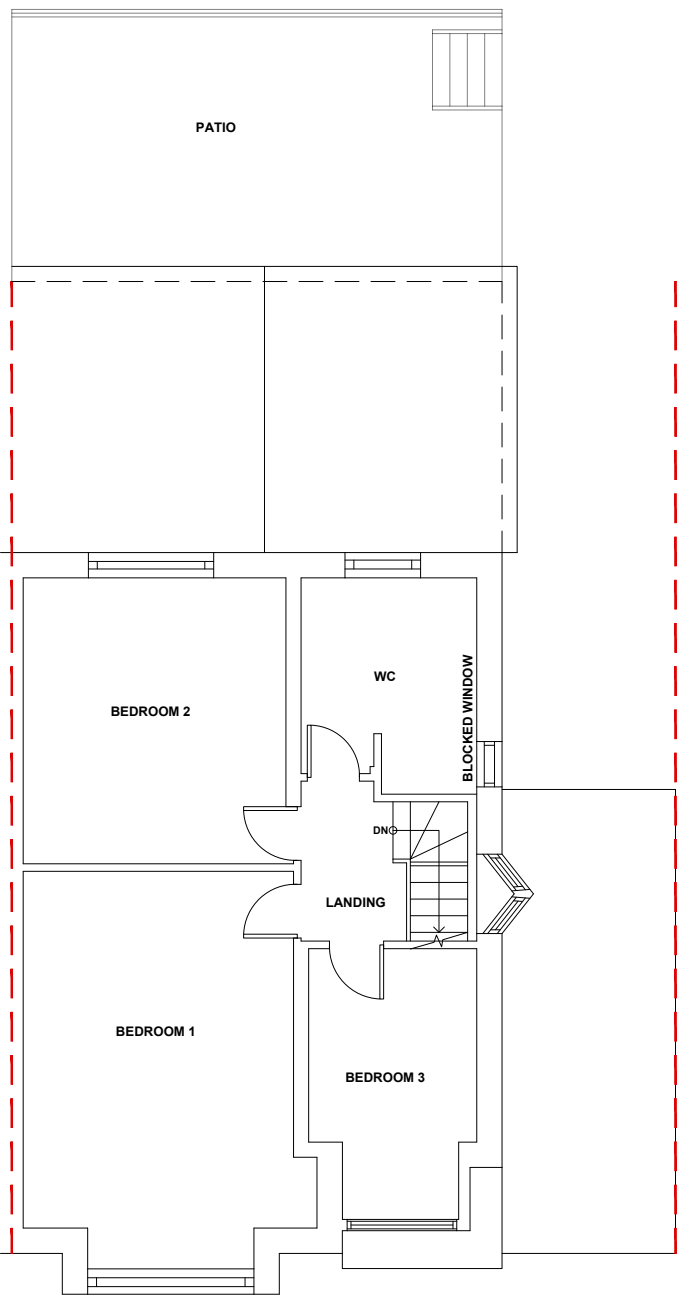 PATIO
WC
BLOCKED WINDOW
BEDROOM 2
DN
LANDING
BEDROOM 1
BEDROOM 3